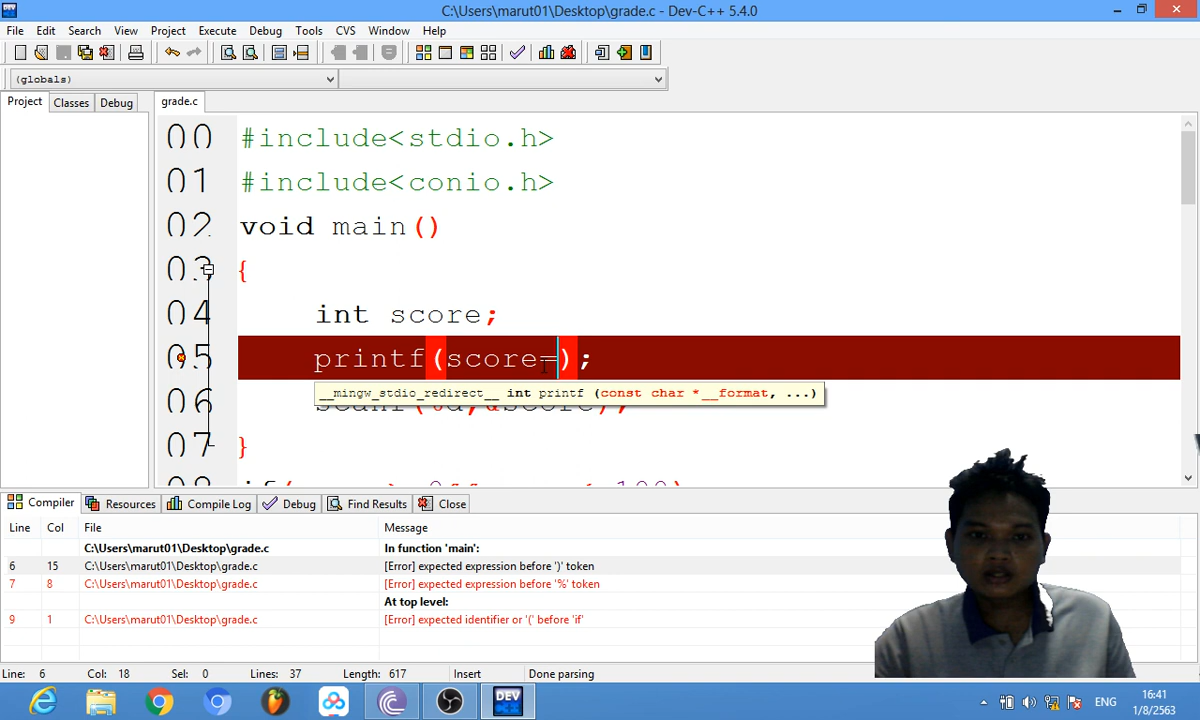 C:\Users\marut01\Desktop\grade.c - Dev-C++ 5.4.0
File Edit Search View Project Execute Debug Tools CVS Window Help
(globals)
Project Classes Debug
grade.c
00 #include<stdio.h>
01 #include<conio.h>
02 void main()
03 {
04 int score;
05 printf(score=);
__mingw_stdio_redirect__ int printf (const char *__format, ...)
06 scanf(%d,&score);
07 }
Compiler Resources Compile Log Debug Find Results Close
Line Col File Message
C:\Users\marut01\Desktop\grade.c In function 'main':
6 15 C:\Users\marut01\Desktop\grade.c [Error] expected expression before ')' token
7 8 C:\Users\marut01\Desktop\grade.c [Error] expected expression before '%' token
At top level:
9 1 C:\Users\marut01\Desktop\grade.c [Error] expected identifier or '(' before 'if'
Line: 6 Col: 18 Sel: 0 Lines: 37 Length: 617 Insert Done parsing
DEV C++
ENG
16:41
1/8/2563